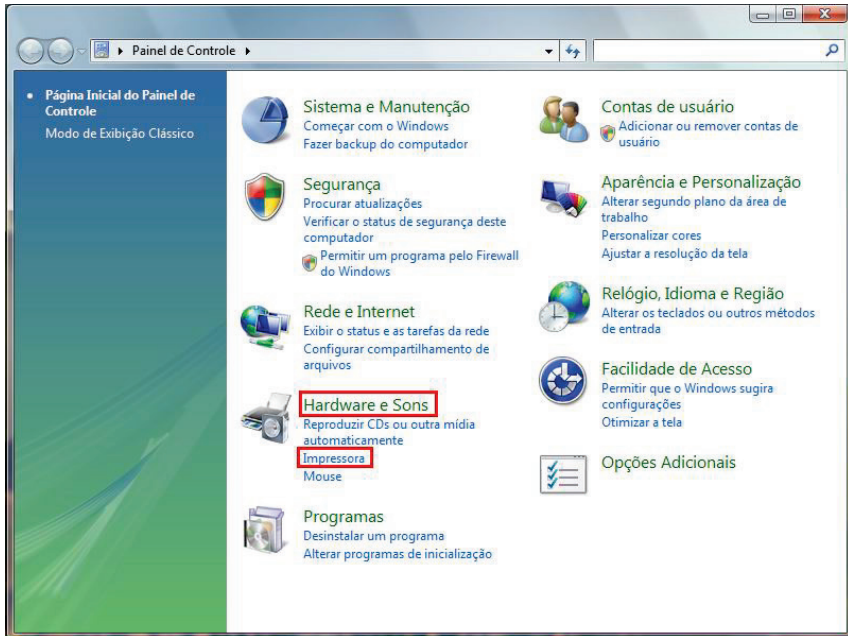 Painel de Controle
Página Inicial do Painel de
Controle
Modo de Exibição Clássico
Sistema e Manutenção
Começar com o Windows
Fazer backup do computador
Segurança
Procurar atualizações
Verificar o status de segurança deste
computador
Permitir um programa pelo Firewall
do Windows
Rede e Internet
Exibir o status e as tarefas da rede
Configurar compartilhamento de
arquivos
Hardware e Sons
Reproduzir CDs ou outra mídia
automaticamente
Impressora
Mouse
Programas
Desinstalar um programa
Alterar programas de inicialização
Contas de usuário
Adicionar ou remover contas de
usuário
Aparência e Personalização
Alterar segundo plano da área de
trabalho
Personalizar cores
Ajustar a resolução da tela
Relógio, Idioma e Região
Alterar os teclados ou outros métodos
de entrada
Facilidade de Acesso
Permitir que o Windows sugira
configurações
Otimizar a tela
Opções Adicionais